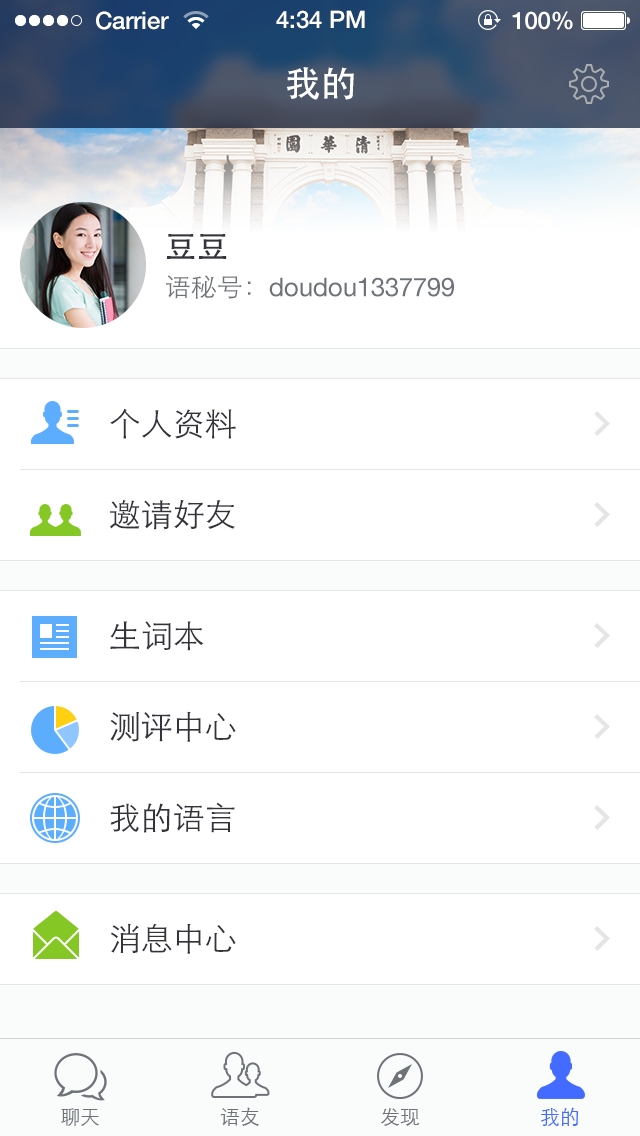 Carrier 4:34 PM 100%
我的
園華清
豆豆
语秘号：doudou1337799
个人资料
邀请好友
生词本
测评中心
我的语言
消息中心
聊天 语友 发现 我的